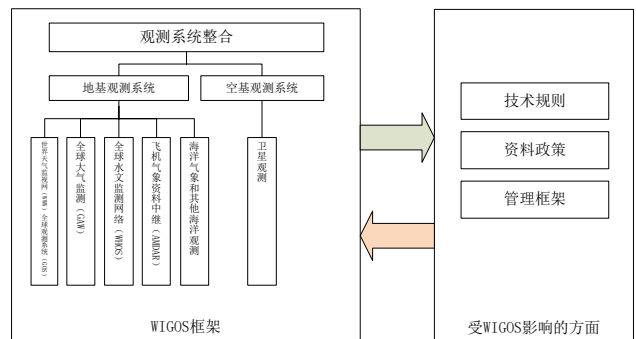 观测系统整合
地基观测系统
空基观测系统
世界天气监视网(WWW)全球观测系统(GOS)
全球大气监测(GAW)
全球水文监测网络(WHOS)
飞机气象资料中继(AMDAR)
海洋气象和其他海洋观测
卫星观测
WIGOS框架
技术规则
资料政策
管理框架
受WIGOS影响的方面